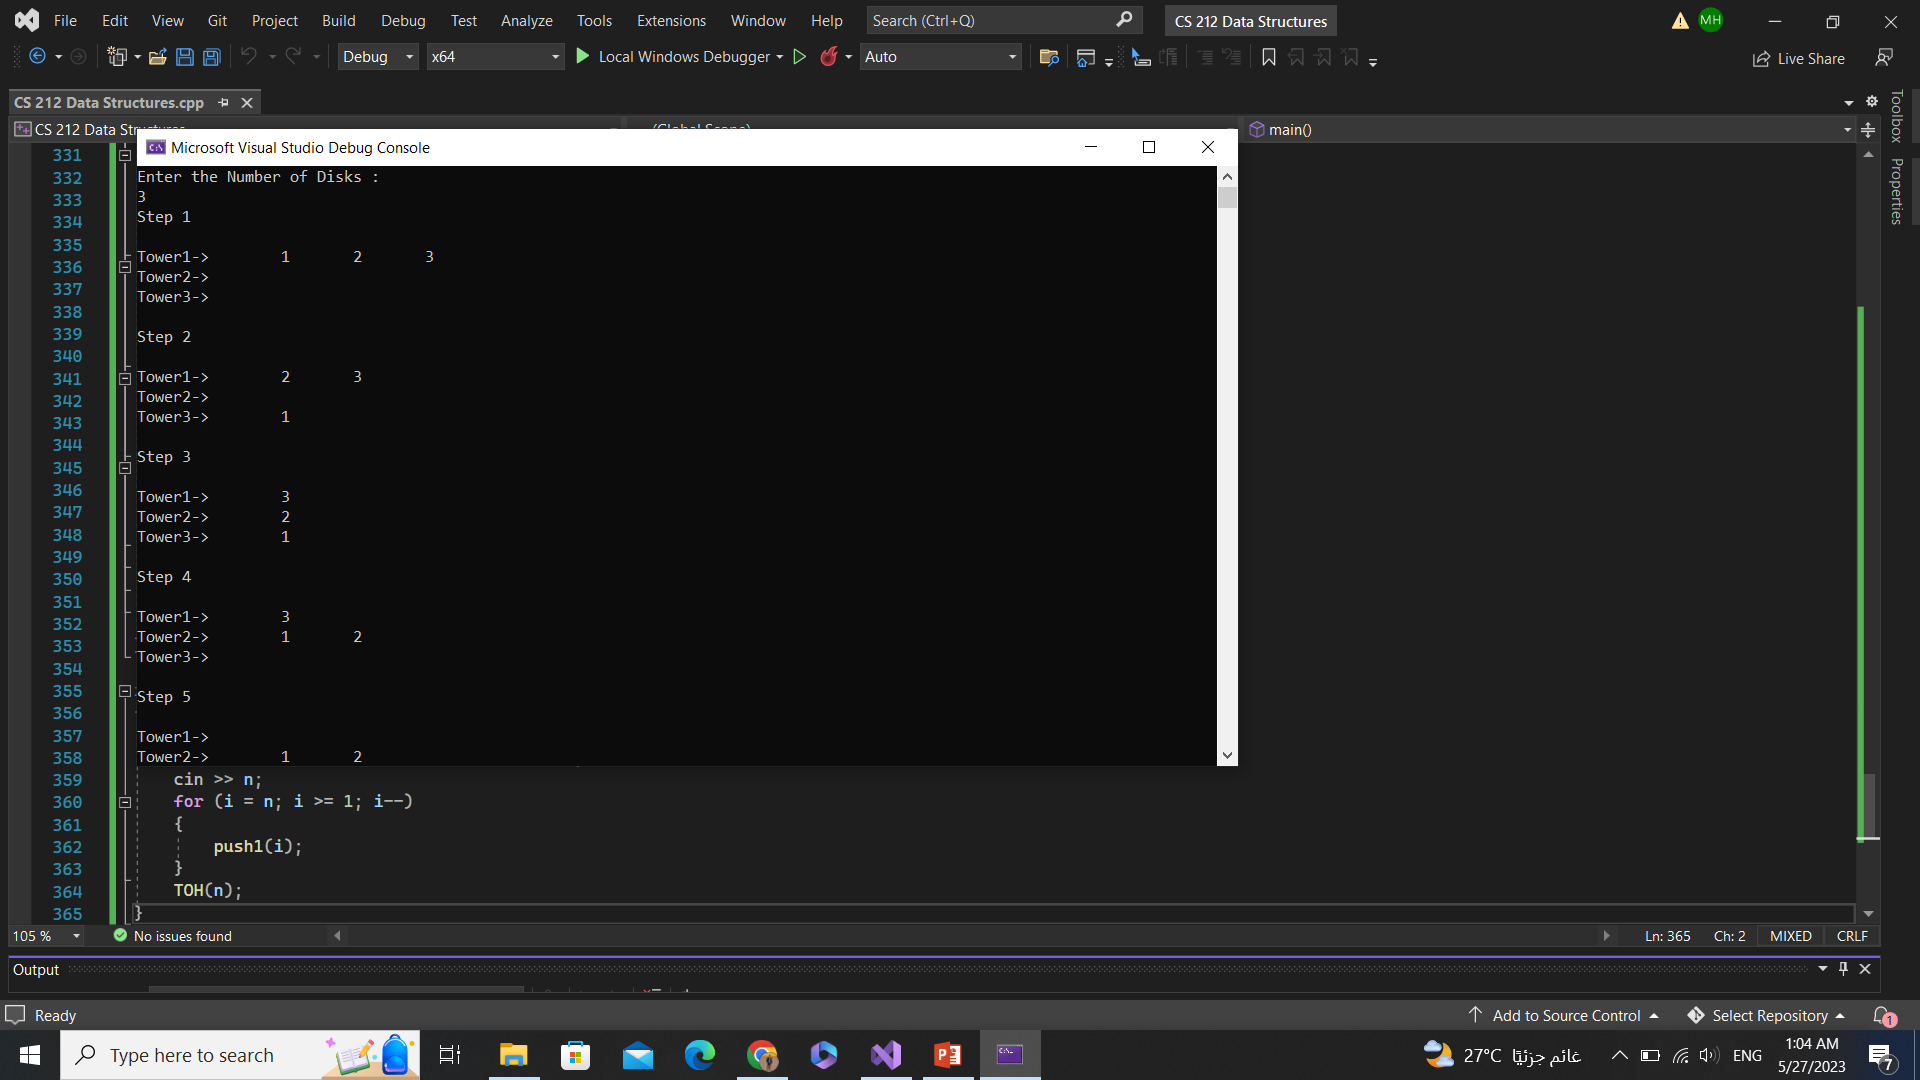 File Edit View Git Project Build Debug Test Analyze Tools Extensions Window Help Search (Ctrl+Q) CS 212 Data Structures MH
Debug x64 Local Windows Debugger Auto Live Share
CS 212 Data Structures.cpp
CS 212 Data Structures (Global Scope) main()
Toolbox
Properties
Microsoft Visual Studio Debug Console
Enter the Number of Disks :
3
Step 1
Tower1-> 1 2 3
Tower2->
Tower3->
Step 2
Tower1-> 2 3
Tower2->
Tower3-> 1
Step 3
Tower1-> 3
Tower2-> 2
Tower3-> 1
Step 4
Tower1-> 3
Tower2-> 1 2
Tower3->
Step 5
Tower1->
Tower2-> 1 2
331
332
333
334
335
336
337
338
339
340
341
342
343
344
345
346
347
348
349
350
351
352
353
354
355
356
357
358
359 cin >> n;
360 for (i = n; i >= 1; i--)
361 {
362 push1(i);
363 }
364 TOH(n);
365 }
105 % No issues found Ln: 365 Ch: 2 MIXED CRLF
Output
Ready Add to Source Control Select Repository 1
Type here to search 27°C غائم جزئيًا ENG 1:04 AM
5/27/2023 7